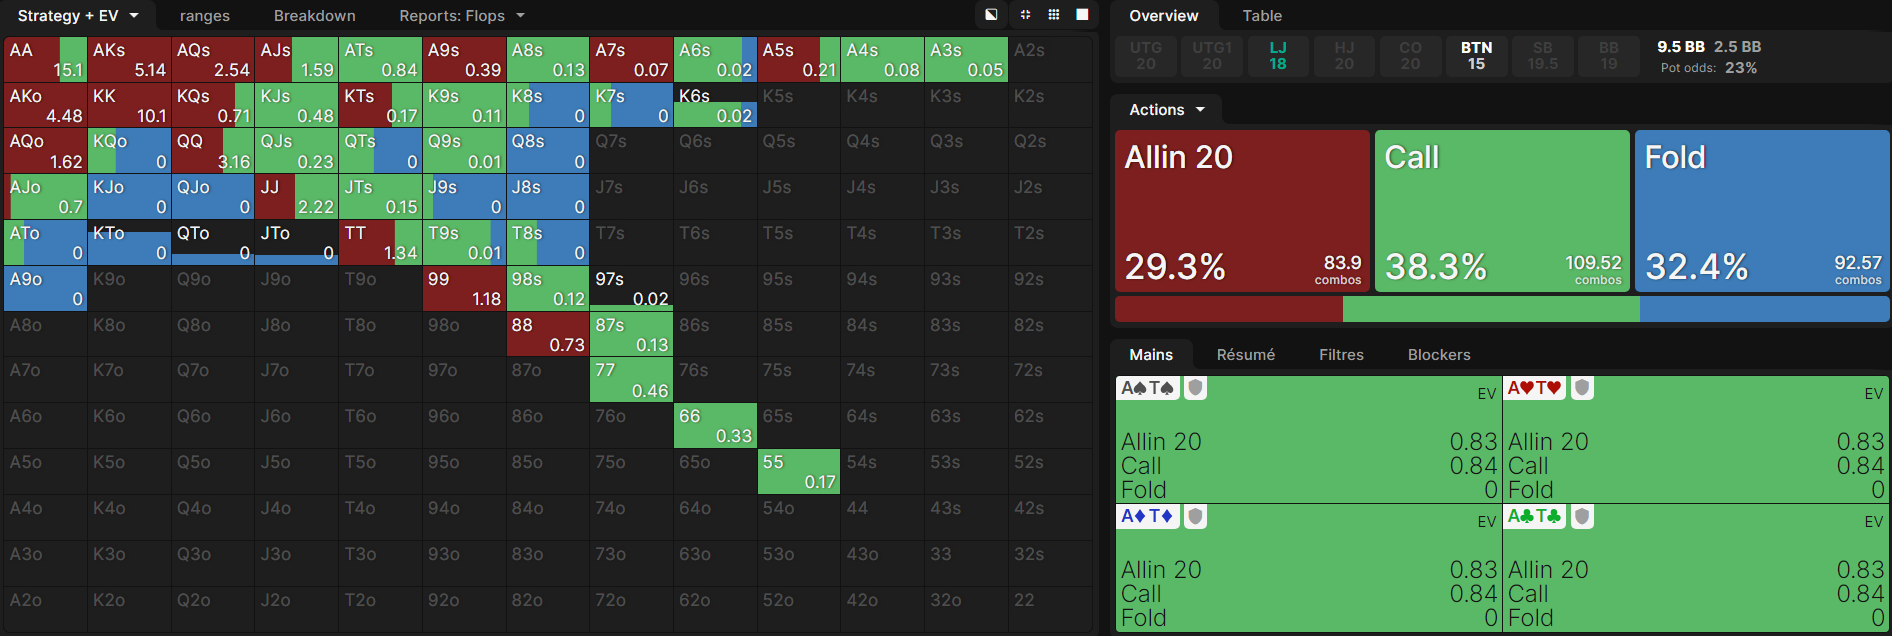 Strategy + EV ranges Breakdown Reports: Flops
AA 15.1 AKs 5.14 AQs 2.54 AJs 1.59 ATs 0.84 A9s 0.39 A8s 0.13 A7s 0.07 A6s 0.02 A5s 0.21 A4s 0.08 A3s 0.05 A2s
AKo 4.48 KK 10.1 KQs 0.71 KJs 0.48 KTs 0.17 K9s 0.11 K8s 0 K7s 0 K6s 0.02 K5s K4s K3s K2s
AQo 1.62 KQo 0 QQ 3.16 QJs 0.23 QTs 0 Q9s 0.01 Q8s 0 Q7s Q6s Q5s Q4s Q3s Q2s
AJo 0.7 KJo 0 QJo 0 JJ 2.22 JTs 0.15 J9s 0 J8s 0 J7s J6s J5s J4s J3s J2s
ATo 0 KTo 0 QTo 0 JTo 0 TT 1.34 T9s 0.01 T8s 0 T7s T6s T5s T4s T3s T2s
A9o 0 K9o Q9o J9o T9o 99 1.18 98s 0.12 97s 0.02 96s 95s 94s 93s 92s
A8o K8o Q8o J8o T8o 98o 88 0.73 87s 0.13 86s 85s 84s 83s 82s
A7o K7o Q7o J7o T7o 97o 87o 77 0.46 76s 75s 74s 73s 72s
A6o K6o Q6o J6o T6o 96o 86o 76o 66 0.33 65s 64s 63s 62s
A5o K5o Q5o J5o T5o 95o 85o 75o 65o 55 0.17 54s 53s 52s
A4o K4o Q4o J4o T4o 94o 84o 74o 64o 54o 44 43s 42s
A3o K3o Q3o J3o T3o 93o 83o 73o 63o 53o 43o 33 32s
A2o K2o Q2o J2o T2o 92o 82o 72o 62o 52o 42o 32o 22
Overview Table
UTG UTG1 LJ HJ CO BTN SB BB 9.5 BB 2.5 BB
20 20 18 20 20 15 19.5 19 Pot odds: 23%
Actions
Allin 20 Call Fold
29.3% 83.9 combos 38.3% 109.52 combos 32.4% 92.57 combos
Mains Résumé Filtres Blockers
A♠T♠ EV A♥T♥ EV
Allin 20 0.83 Allin 20 0.83
Call 0.84 Call 0.84
Fold 0 Fold 0
A♦T♦ EV A♣T♣ EV
Allin 20 0.83 Allin 20 0.83
Call 0.84 Call 0.84
Fold 0 Fold 0